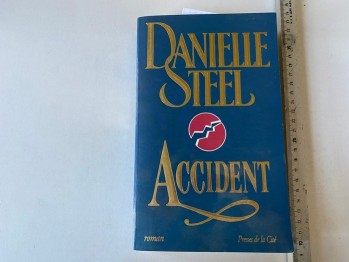 DANIELLE
STEEL
ACCIDENT
roman
Presses de la Cité